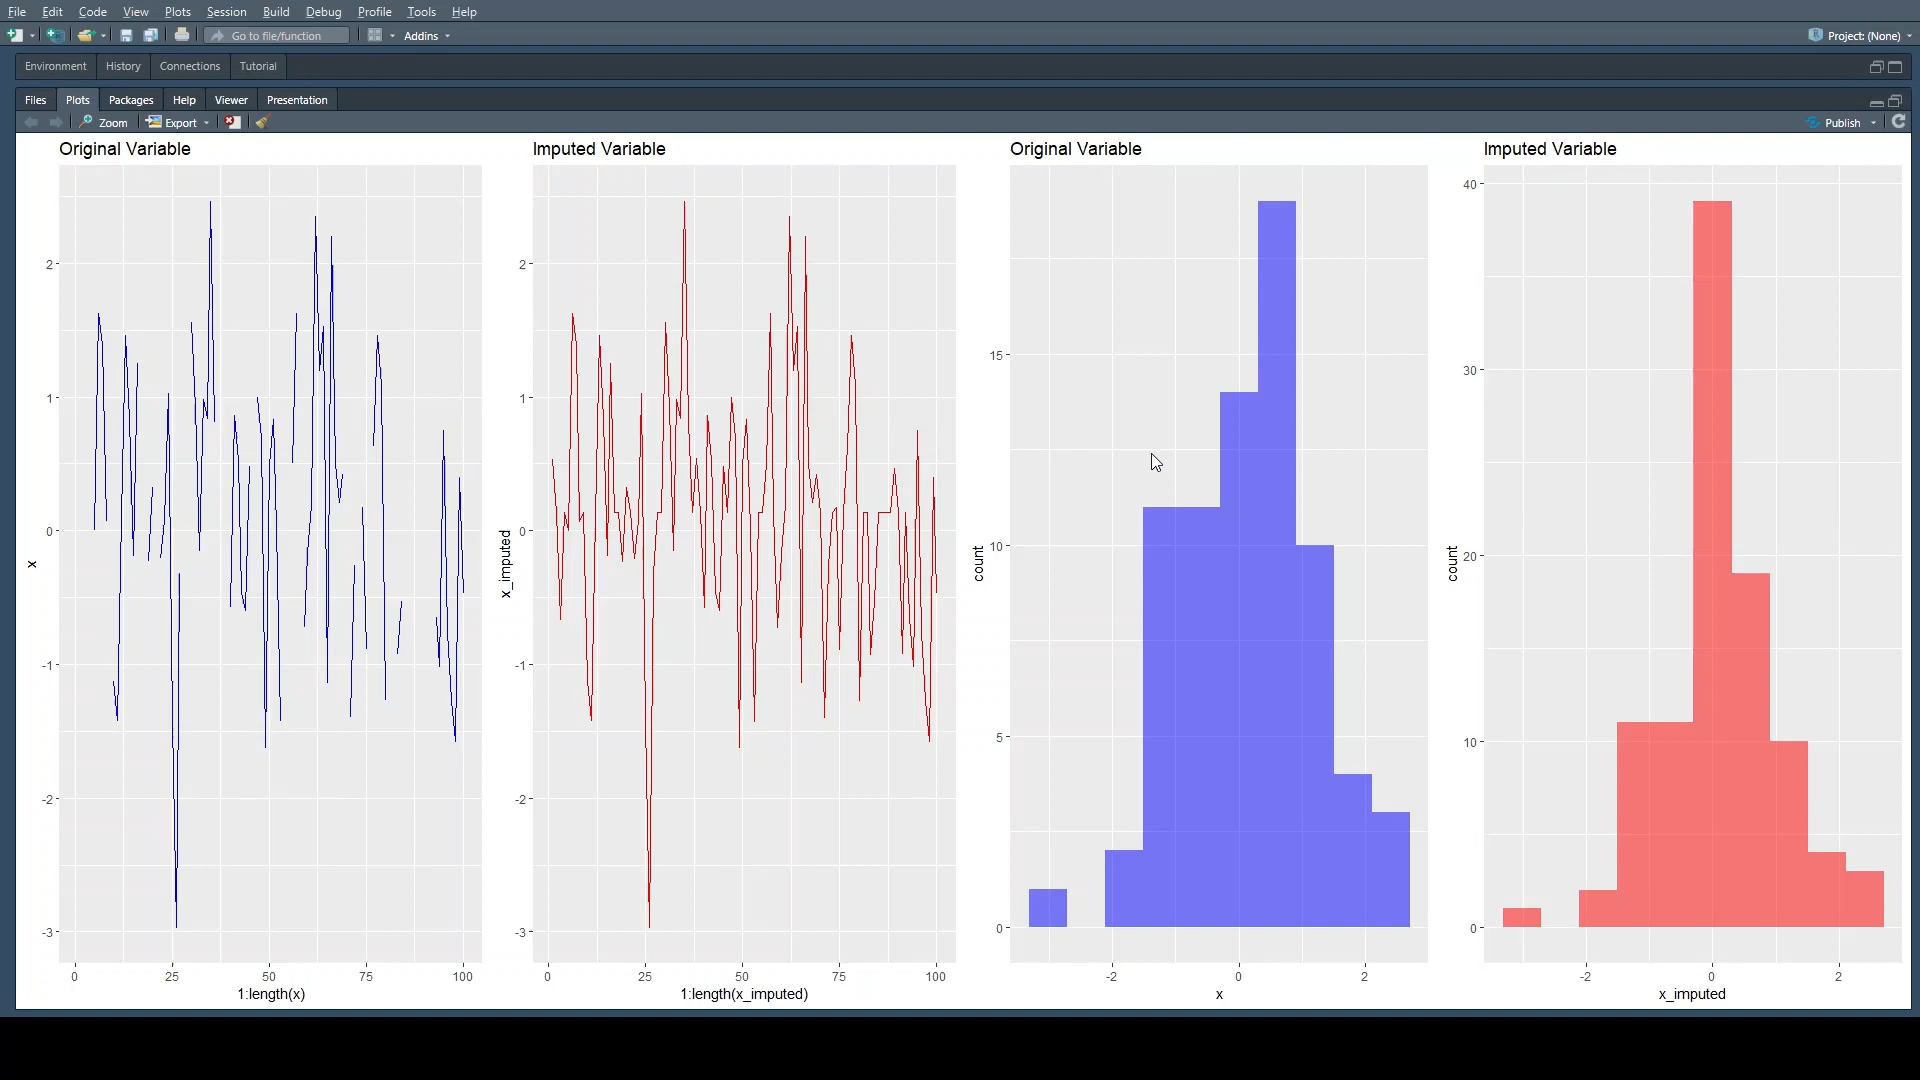 File Edit Code View Plots Session Build Debug Profile Tools Help
Go to file/function Addins Project: (None)
Environment History Connections Tutorial
Files Plots Packages Help Viewer Presentation
Zoom Export Publish
Original Variable
2
1
0
-1
-2
-3
x
0 25 50 75 100
1:length(x)
Imputed Variable
2
1
0
-1
-2
-3
x_imputed
0 25 50 75 100
1:length(x_imputed)
Original Variable
15
10
5
0
count
-2 0 2
x
Imputed Variable
40
30
20
10
0
count
-2 0 2
x_imputed